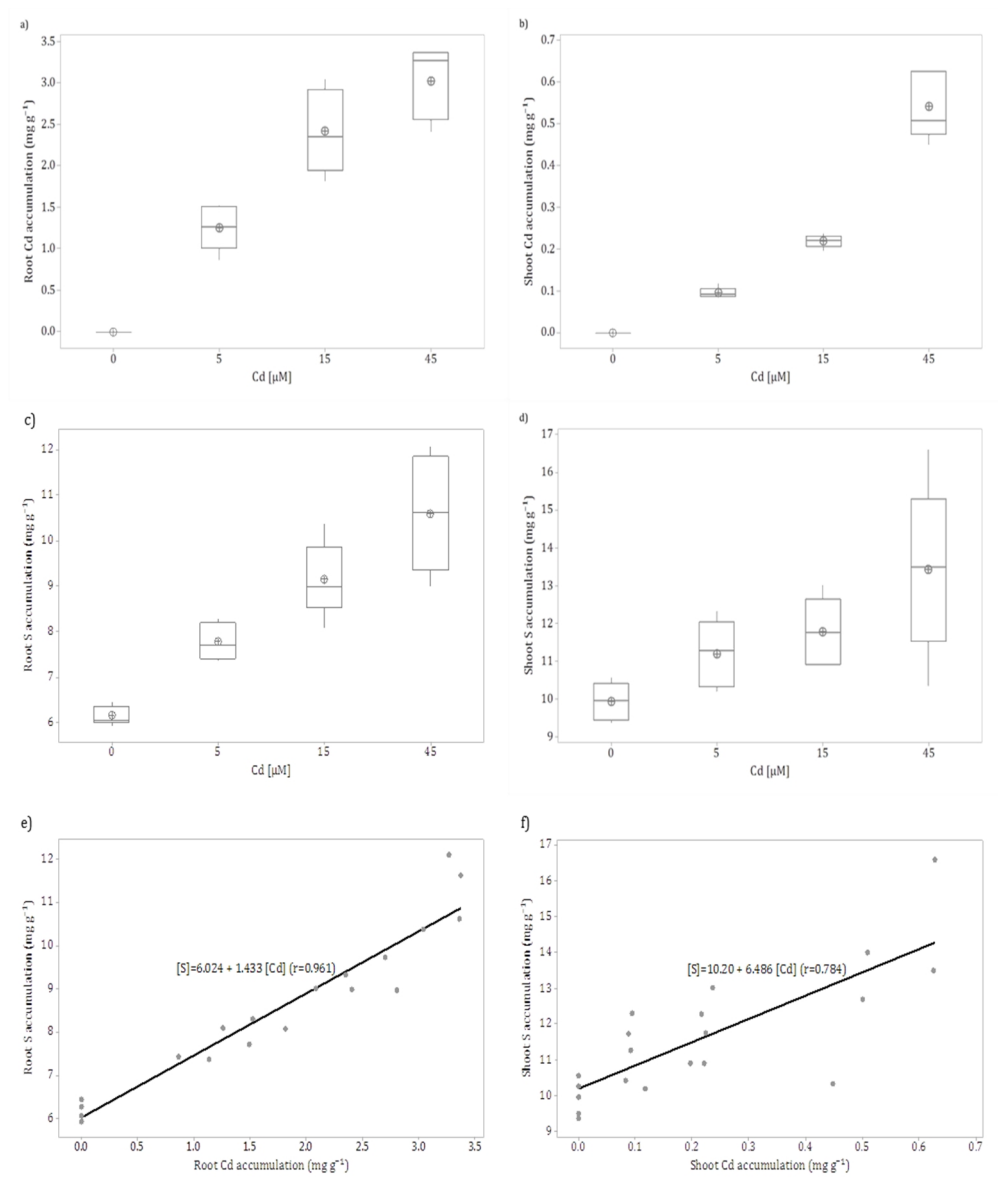 a)
Root Cd accumulation (mg g⁻¹)
3.5
3.0
2.5
2.0
1.5
1.0
0.5
0.0
0 5 15 45
Cd [µM]
b)
Shoot Cd accumulation (mg g⁻¹)
0.7
0.6
0.5
0.4
0.3
0.2
0.1
0.0
0 5 15 45
Cd [µM]
c)
Root S accumulation (mg g⁻¹)
12
11
10
9
8
7
6
0 5 15 45
Cd [µM]
d)
Shoot S accumulation (mg g⁻¹)
17
16
15
14
13
12
11
10
9
0 5 15 45
Cd [µM]
e)
Root S accumulation (mg g⁻¹)
12
11
10
9
8
7
6
[S]=6.024 + 1.433 [Cd] (r=0.961)
0.0 0.5 1.0 1.5 2.0 2.5 3.0 3.5
Root Cd accumulation (mg g⁻¹)
f)
Shoot S accumulation (mg g⁻¹)
17
16
15
14
13
12
11
10
9
[S]=10.20 + 6.486 [Cd] (r=0.784)
0.0 0.1 0.2 0.3 0.4 0.5 0.6 0.7
Shoot Cd accumulation (mg g⁻¹)